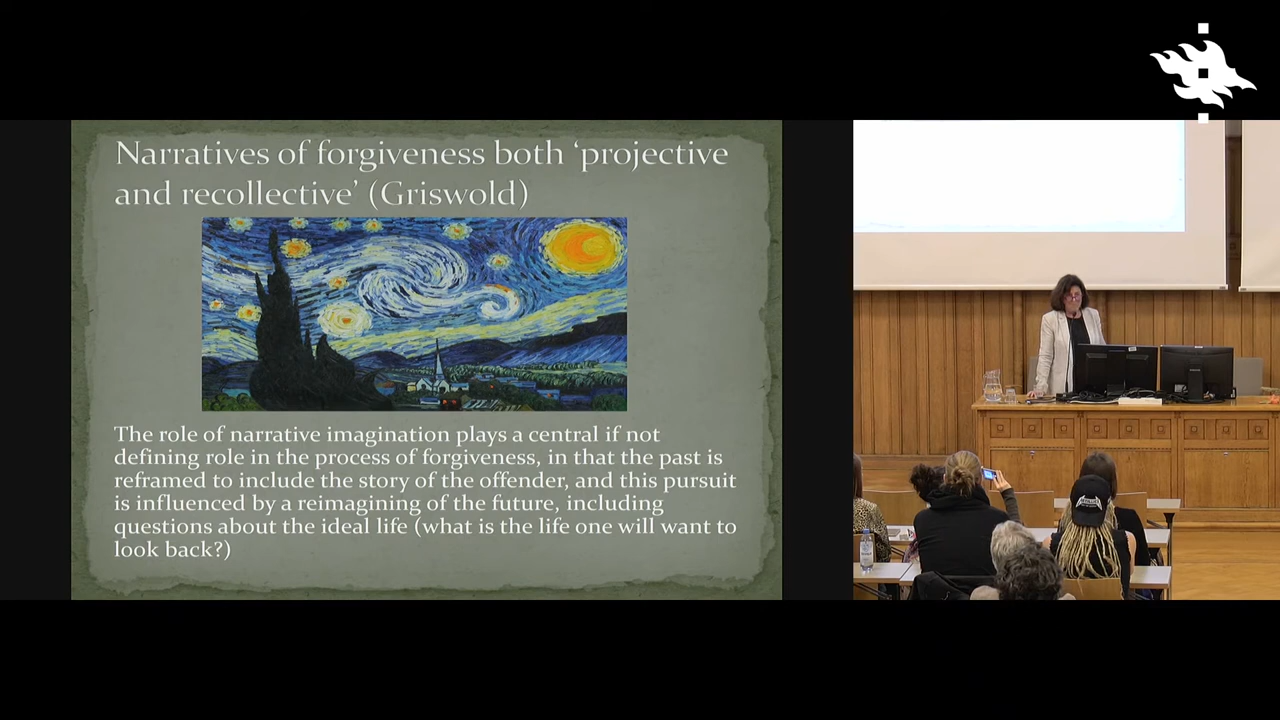 Narratives of forgiveness both ‘projective
and recollective’ (Griswold)
The role of narrative imagination plays a central if not
defining role in the process of forgiveness, in that the past is
reframed to include the story of the offender, and this pursuit
is influenced by a reimagining of the future, including
questions about the ideal life (what is the life one will want to
look back?)